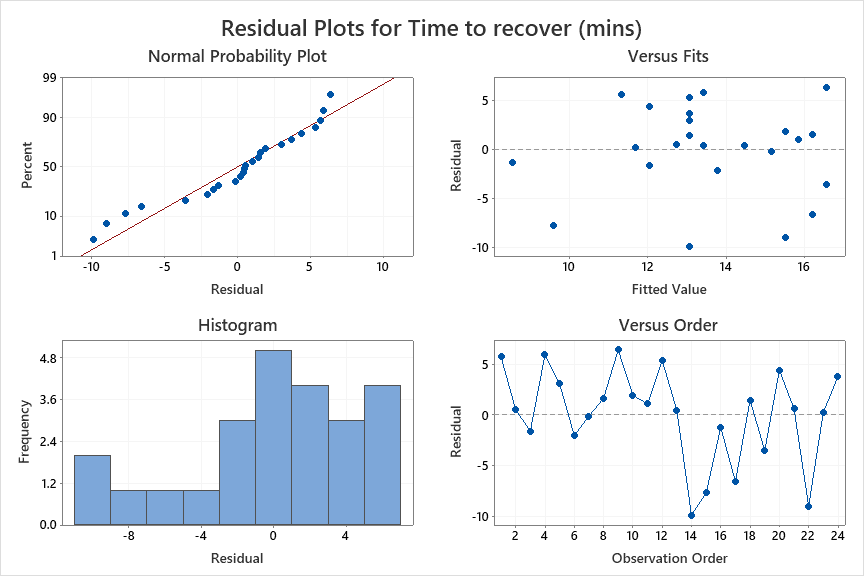 Residual Plots for Time to recover (mins)
Normal Probability Plot
99
90
50
10
1
Percent
-10 -5 0 5 10
Residual
Versus Fits
5
0
-5
-10
Residual
10 12 14 16
Fitted Value
Histogram
4.8
3.6
2.4
1.2
0.0
Frequency
-8 -4 0 4
Residual
Versus Order
5
0
-5
-10
Residual
2 4 6 8 10 12 14 16 18 20 22 24
Observation Order